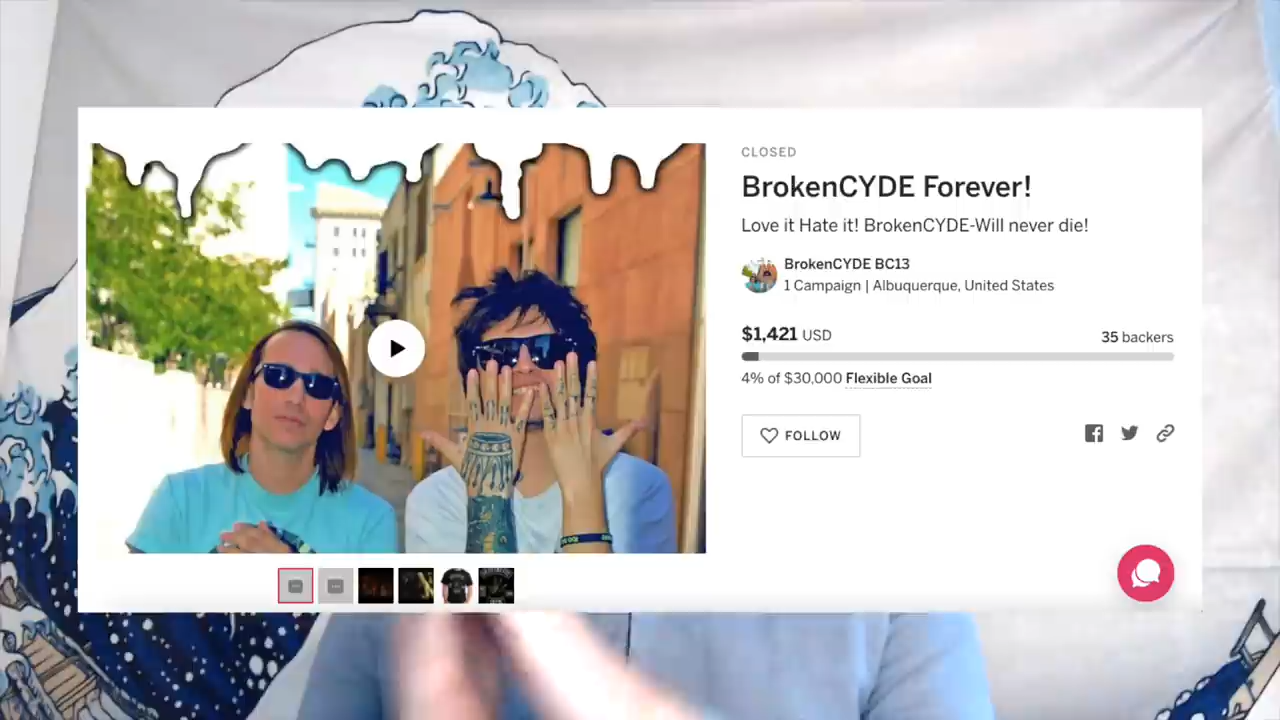 CLOSED
BrokenCYDE Forever!
Love it Hate it! BrokenCYDE-Will never die!
BrokenCYDE BC13
1 Campaign | Albuquerque, United States
$1,421 USD
35 backers
4% of $30,000 Flexible Goal
FOLLOW